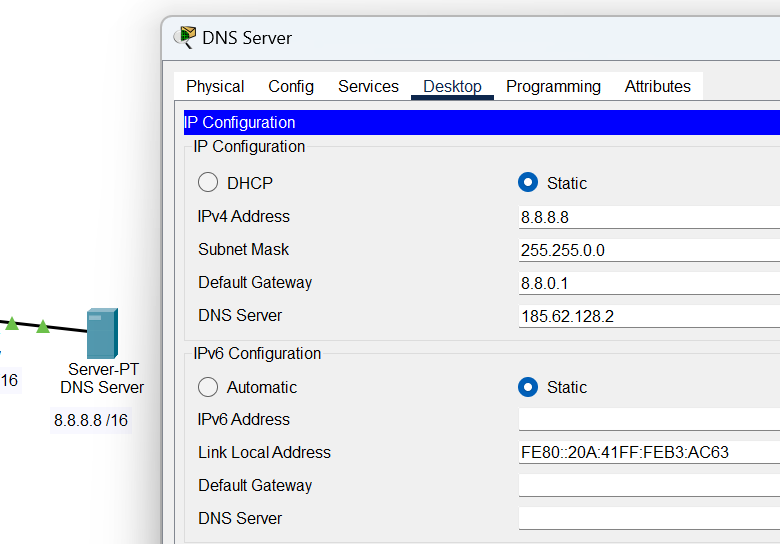 DNS Server
Physical Config Services Desktop Programming Attributes
IP Configuration
IP Configuration
DHCP Static
IPv4 Address 8.8.8.8
Subnet Mask 255.255.0.0
Default Gateway 8.8.0.1
DNS Server 185.62.128.2
IPv6 Configuration
Automatic Static
IPv6 Address
Link Local Address FE80::20A:41FF:FEB3:AC63
Default Gateway
DNS Server
16
Server-PT
DNS Server
8.8.8.8 /16